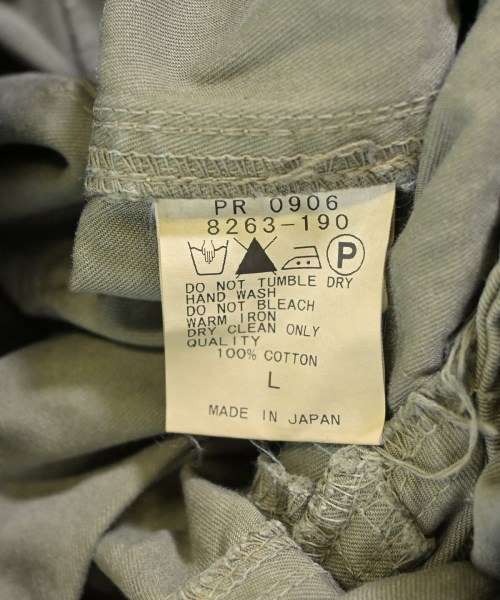 PR 0906
8263-190
P
DO NOT TUMBLE DRY
HAND WASH
DO NOT BLEACH
WARM IRON
DRY CLEAN ONLY
QUALITY
100% COTTON
L
MADE IN JAPAN